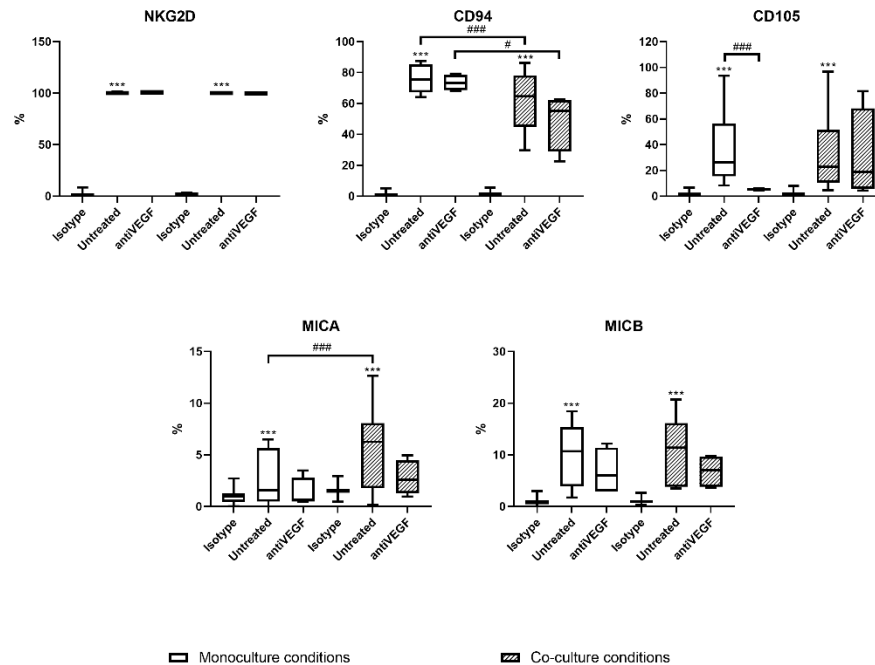 NKG2D
CD94
CD105
150
100
50
0
%
***
***
Isotype
Untreated
antiVEGF
Isotype
Untreated
antiVEGF
100
80
60
40
20
0
%
###
#
***
***
Isotype
Untreated
antiVEGF
Isotype
Untreated
antiVEGF
120
100
80
60
40
20
0
%
###
***
***
Isotype
Untreated
antiVEGF
Isotype
Untreated
antiVEGF
MICA
MICB
15
10
5
0
%
###
***
***
Isotype
Untreated
antiVEGF
Isotype
Untreated
antiVEGF
30
20
10
0
%
***
***
Isotype
Untreated
antiVEGF
Isotype
Untreated
antiVEGF
Monoculture conditions
Co-culture conditions